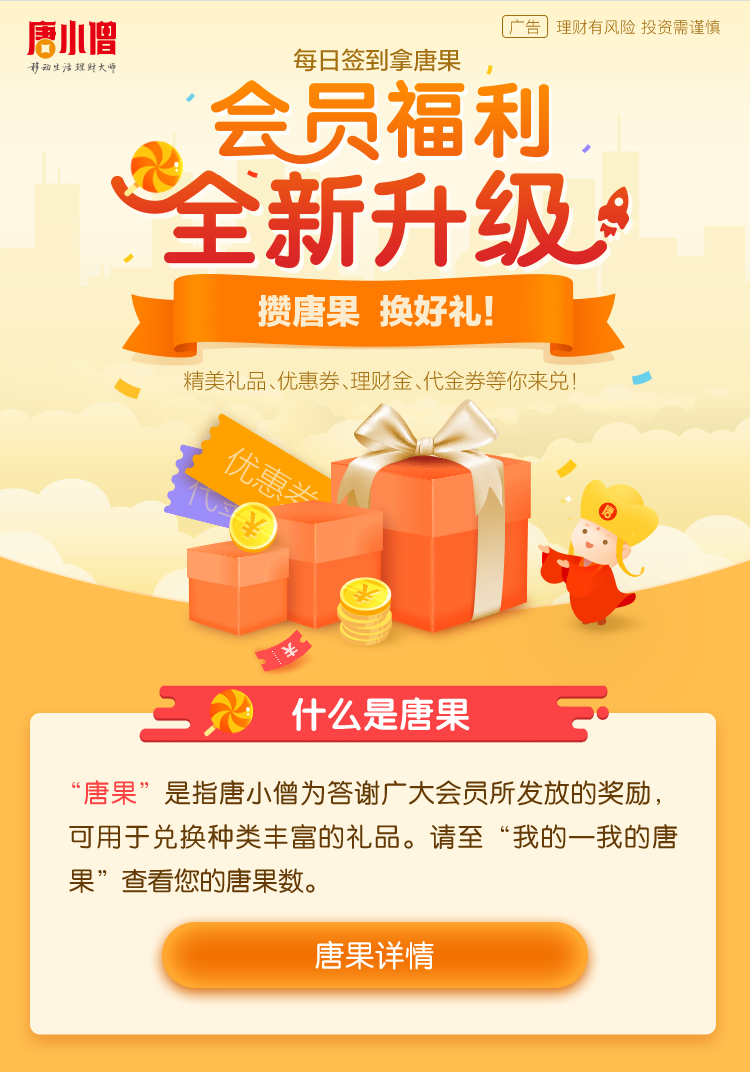 唐小僧
移动生活理财大师
广告 理财有风险 投资需谨慎
每日签到拿唐果
会员福利
全新升级
攒唐果 换好礼!
精美礼品、优惠券、理财金、代金券等你来兑!
优惠券
代金
唐
什么是唐果
“唐果”是指唐小僧为答谢广大会员所发放的奖励,
可用于兑换种类丰富的礼品。请至“我的—我的唐
果”查看您的唐果数。
唐果详情